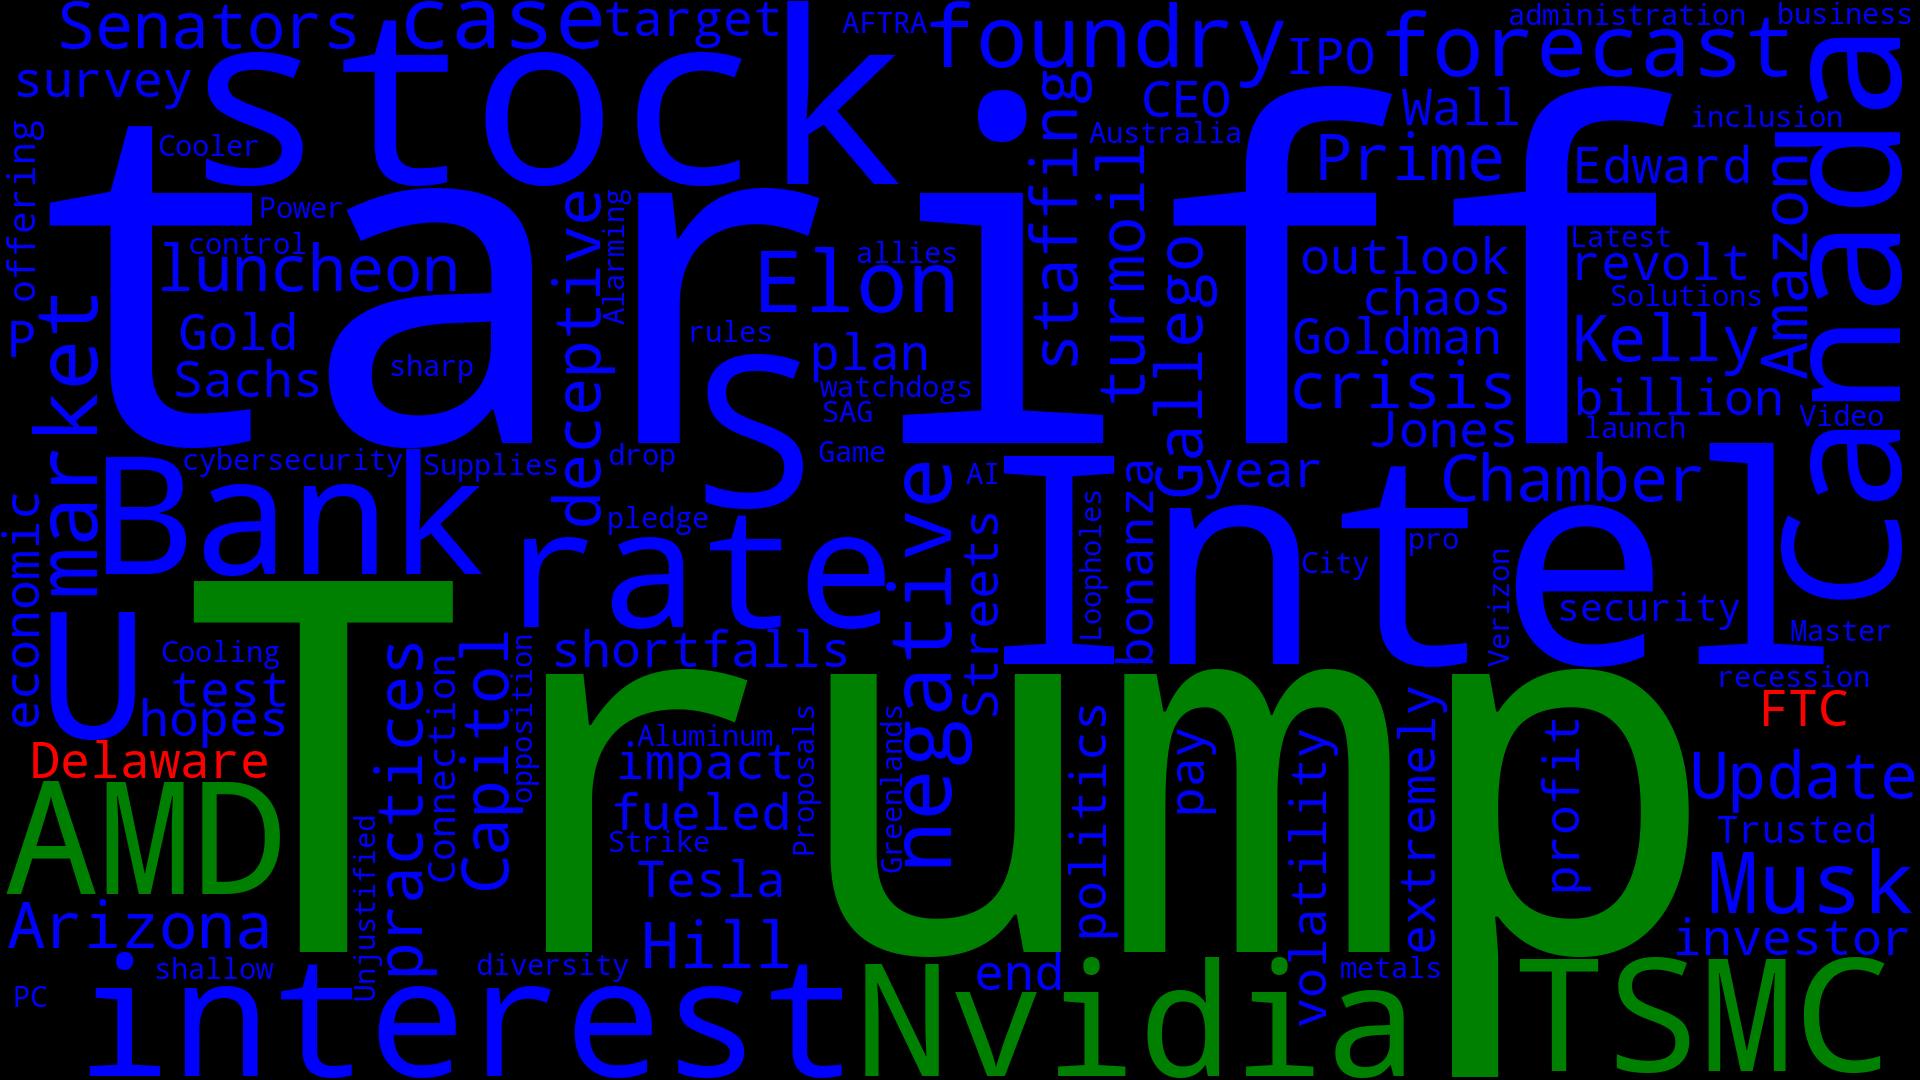 Senators
case
target
AFTRA
foundry
IPO
forecast
administration
business
survey
stock
CEO
Wall
Australia
inclusion
Canada
offering
Cooler
tariff
Prime
Edward
staffing
turmoil
Amazon
Power
control
luncheon
deceptive
Alarming
allies
Elon
Gallego
outlook
Latest
revolt
chaos
Solutions
P
market
Gold
Sachs
sharp
rules
S
plan
watchdogs
SAG
Game
Goldman
Kelly
crisis
billion
Jones
launch
Video
Bank
cybersecurity
Supplies
drop
pledge
AI
year
Chamber
Intel
economic
rate
negative
Streets
Loopholes
bonanza
City
pro
Verizon
security
Master
recession
U
Cooling
test
hopes
practices
Connection
Capitol
opposition
shortfalls
FTC
Delaware
AMD
Trump
Aluminum
impact
fueled
Strike
Proposals
Greenlands
politics
pay
volatility
extremely
profit
Update
Trusted
Tesla
Musk
Arizona
Unjustified
Hill
investor
shallow
diversity
end
metals
PC
interest
Nvidia
TSMC